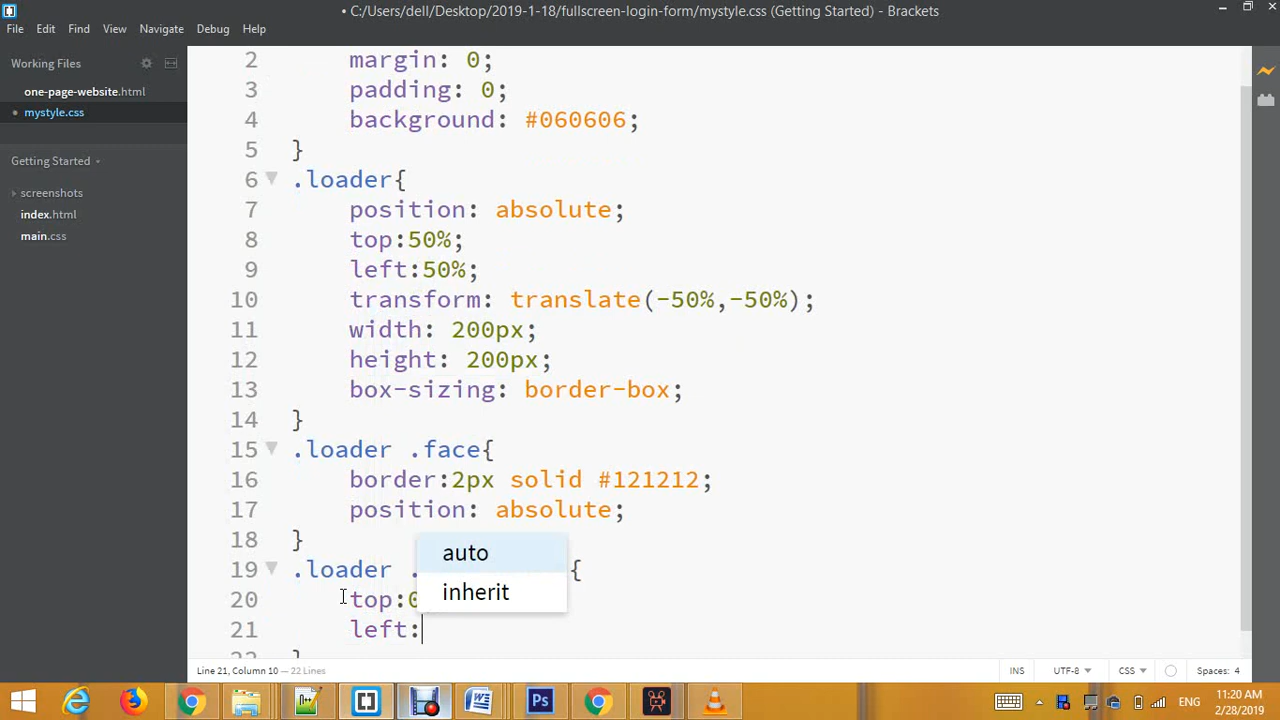 • C:/Users/dell/Desktop/2019-1-18/fullscreen-login-form/mystyle.css (Getting Started) - Brackets
File Edit Find View Navigate Debug Help
Working Files
one-page-website.html
mystyle.css
Getting Started
screenshots
index.html
main.css
2 margin: 0;
3 padding: 0;
4 background: #060606;
5 }
6 .loader{
7 position: absolute;
8 top:50%;
9 left:50%;
10 transform: translate(-50%,-50%);
11 width: 200px;
12 height: 200px;
13 box-sizing: border-box;
14 }
15 .loader .face{
16 border:2px solid #121212;
17 position: absolute;
18 }
19 .loader . {
20 top:0
21 left:
}
auto
inherit
Line 21, Column 10 — 22 Lines
INS UTF-8 CSS Spaces: 4
W Ps ENG
11:20 AM
2/28/2019